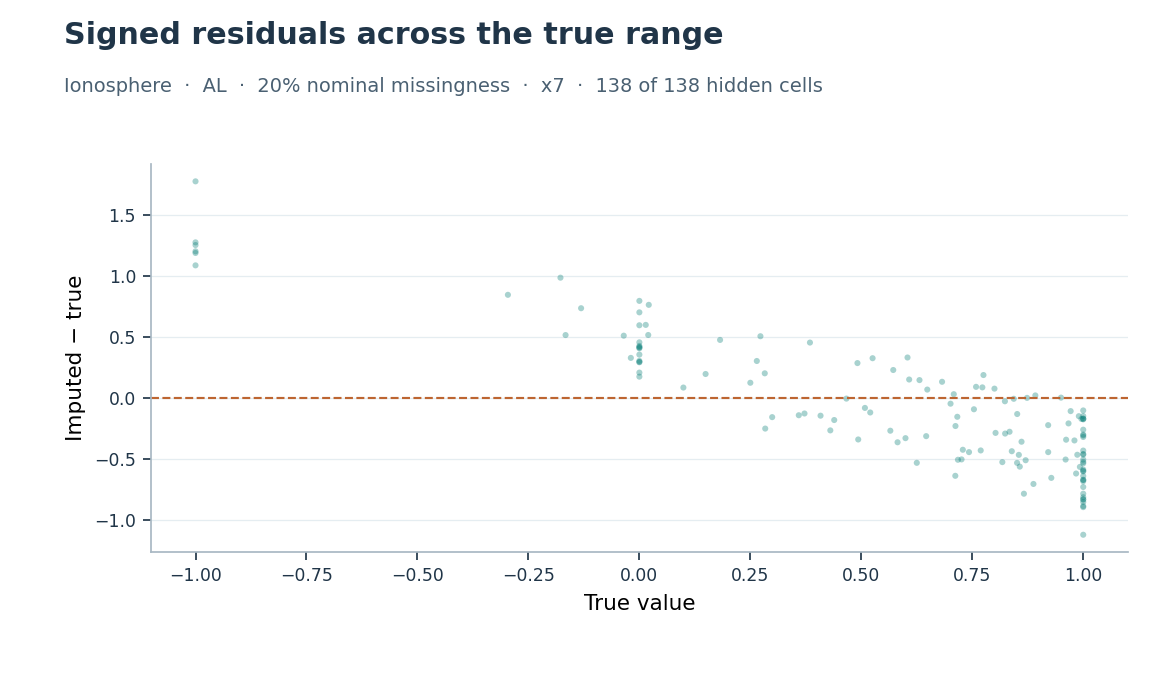 Signed residuals across the true range
Ionosphere · AL · 20% nominal missingness · x7 · 138 of 138 hidden cells
1.5
1.0
0.5
0.0
−0.5
−1.0
Imputed − true
−1.00 −0.75 −0.50 −0.25 0.00 0.25 0.50 0.75 1.00
True value